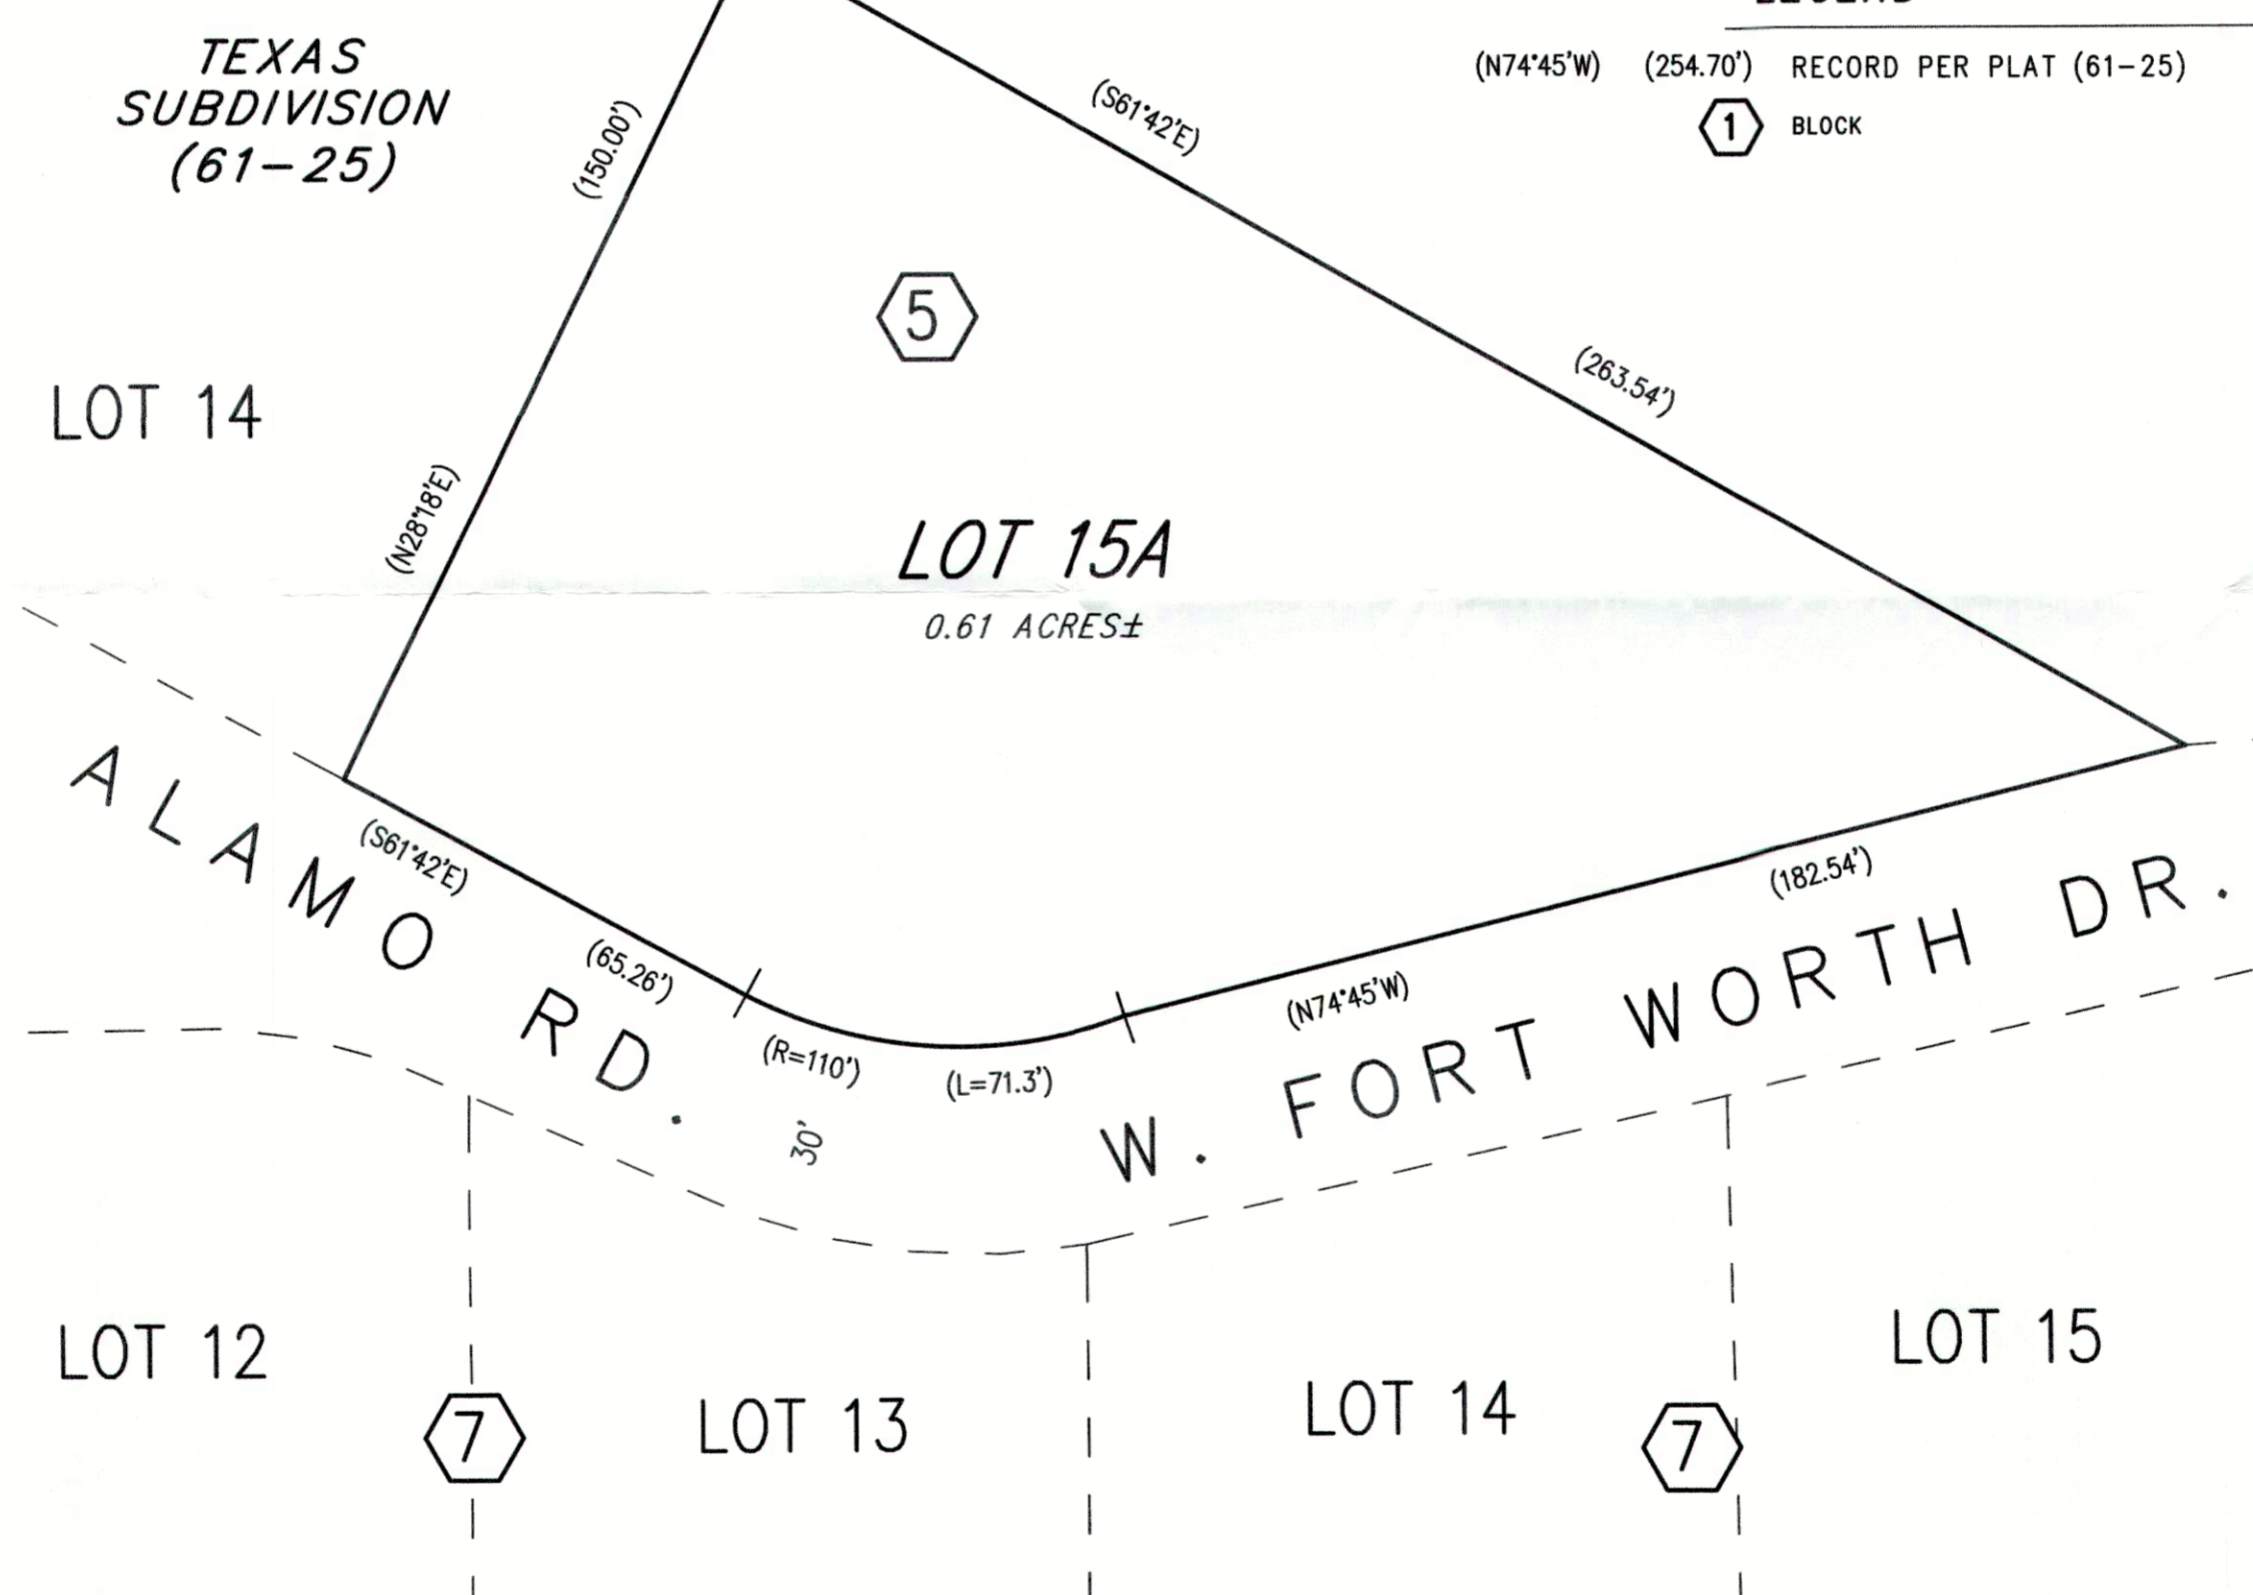 TEXAS
SUBDIVISION
(61-25)
(N74°45'W) (254.70') RECORD PER PLAT (61-25)
1 BLOCK
(150.00')
(S61°42'E)
5
(263.54')
LOT 14
(N28°18'E)
LOT 15A
0.61 ACRES±
ALAMO RD.
(S61°42'E)
(65.26')
(R=110')
(L=71.3')
30'
(182.54')
(N74°45'W)
W. FORT WORTH DR.
LOT 12
7
LOT 13
LOT 14
7
LOT 15